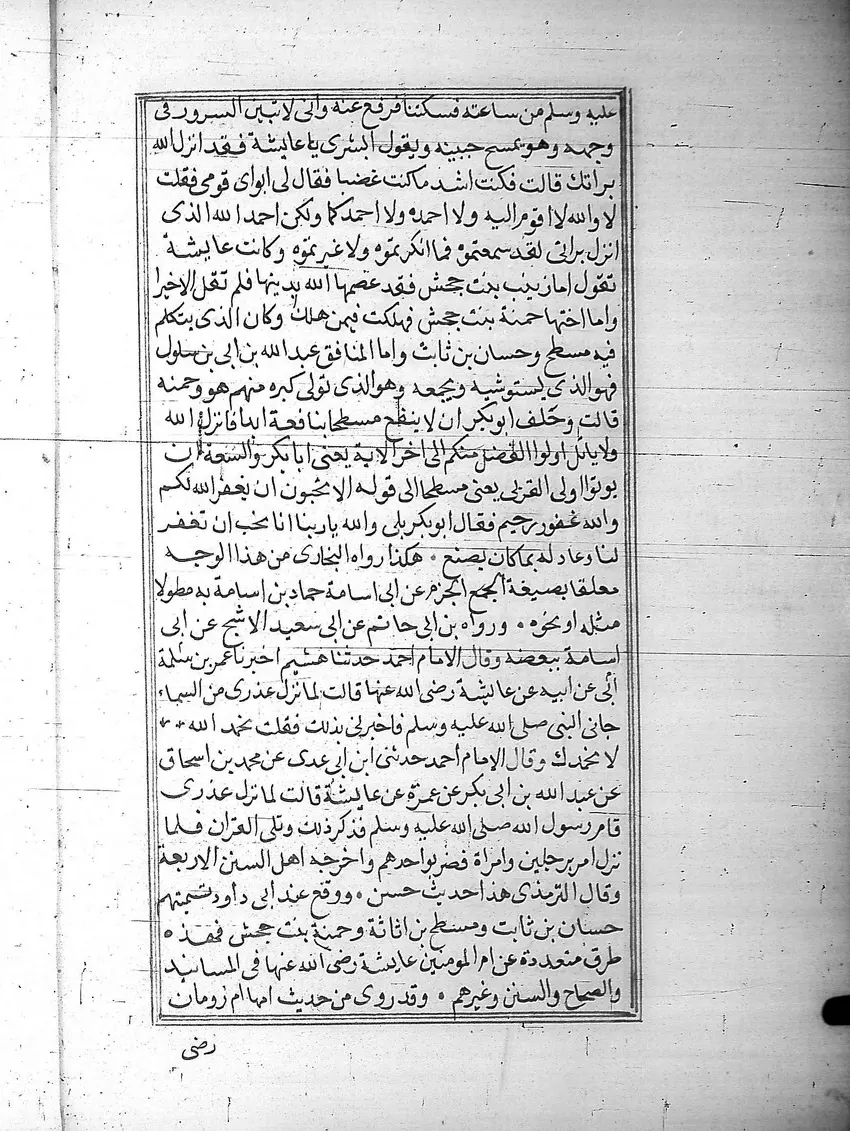 عليه وسلم من ساعته فسكتنا فرفع عنه واني لا تبين السرور في
وجهه وهو يمسح جبينه ويقول ابشرى يا عايشة فقد انزل الله
براتك قالت فكنت اشد ما كنت غضبا فقال لى ابواى قومى فقلت
لا والله لا اقوم اليه ولا احمده ولا احمدكما ولكن احمد الله الذى
انزل براتى لقد سمعتموه فما انكرتموه ولا غيرتموه وكانت عايشة
تقول اما زينب بنت جحش فقد عصمها الله بدينها فلم تقل الا خيرا
واما اختها حمنة بنت جحش فهلكت فيمن هلك وكان الذى يتكلم
فيه مسطح وحسان بن ثابت واما المنافق عبد الله بن ابى بن سلول
فهو الذى يستوشيه ويجمعه وهو الذى تولى كبره منهم هو وحمنه
قالت وحلف ابو بكر ان لا ينفع مسطحا بنافعة ابدا فانزل الله
ولا ياتل اولوا الفضل منكم الى اخر الاية يعنى ابا بكر والسعة ان
يوتوا اولى القربى يعنى مسطحا الى قوله الا تحبون ان يغفر الله لكم
والله غفور رحيم فقال ابو بكر بلى والله يا ربنا انا نحب ان تغفر
لنا وعاد له بما كان يصنع ٠ هكذا رواه البخارى من هذا الوجه
معلقا بصيغة الجزم عن ابى اسامة حماد بن اسامة به مطولا
مثله او نحوه ٠ ورواه بن ابى حاتم عن ابى سعيد الاشج عن ابى
اسامة ببعضه وقال الامام احمد حدثنا هشيم اخبرنا عمر بن سلمة
ابى عن ابيه عن عايشة رضى الله عنها قالت لما نزل عذرى من السماء
جانى النبى صلى الله عليه وسلم فاخبرنى بذلك فقلت نحمد الله
لا نحمدك وقال الامام أحمد حدثنى ابن ابى عدى عن محمد بن اسحاق
عن عبد الله بن ابى بكر عن عمرة عن عايشة قالت لما نزل عذرى
قام رسول الله صلى الله عليه وسلم فذكر ذلك وتلى القران فلما
نزل امر برجلين وامراة فضربوا حدهم واخرجه اهل السنن الاربعة
وقال الترمذى هذا حديث حسن ٠ ووقع عند ابى داود تسميتهم
حسان بن ثابت ومسطح بن اثاثة وحمنة بنت جحش فهذه
طرق متعددة عن ام المومنين عايشة رضى الله عنها فى المسانيد
والصحاح والسنن وغيرهم ٠ وقد روى من حديث امها ام رومان
رضى